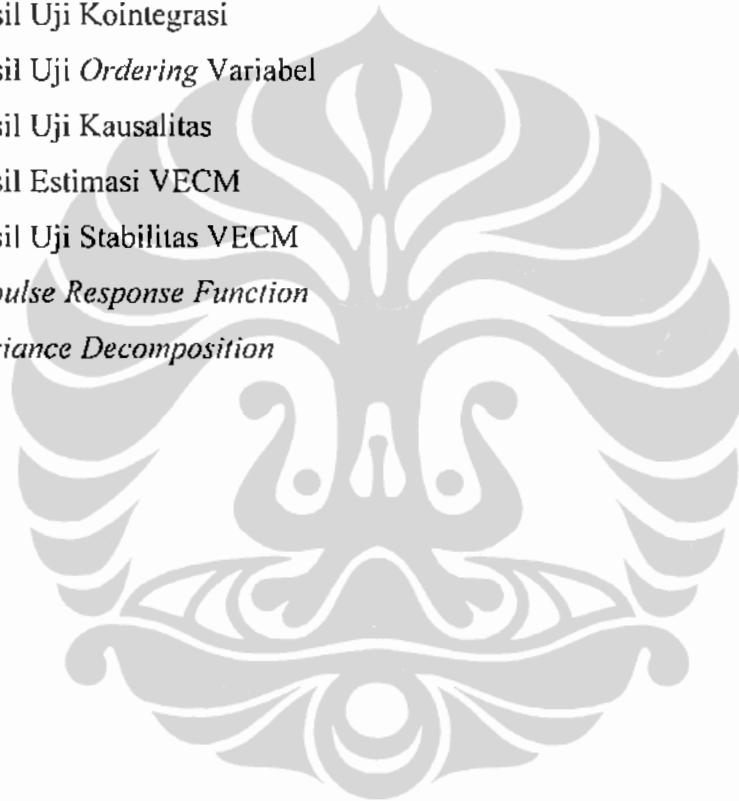 sil Uji Kointegrasi
sil Uji Ordering Variabel
sil Uji Kausalitas
sil Estimasi VECM
sil Uji Stabilitas VECM
pulse Response Function
riance Decomposition